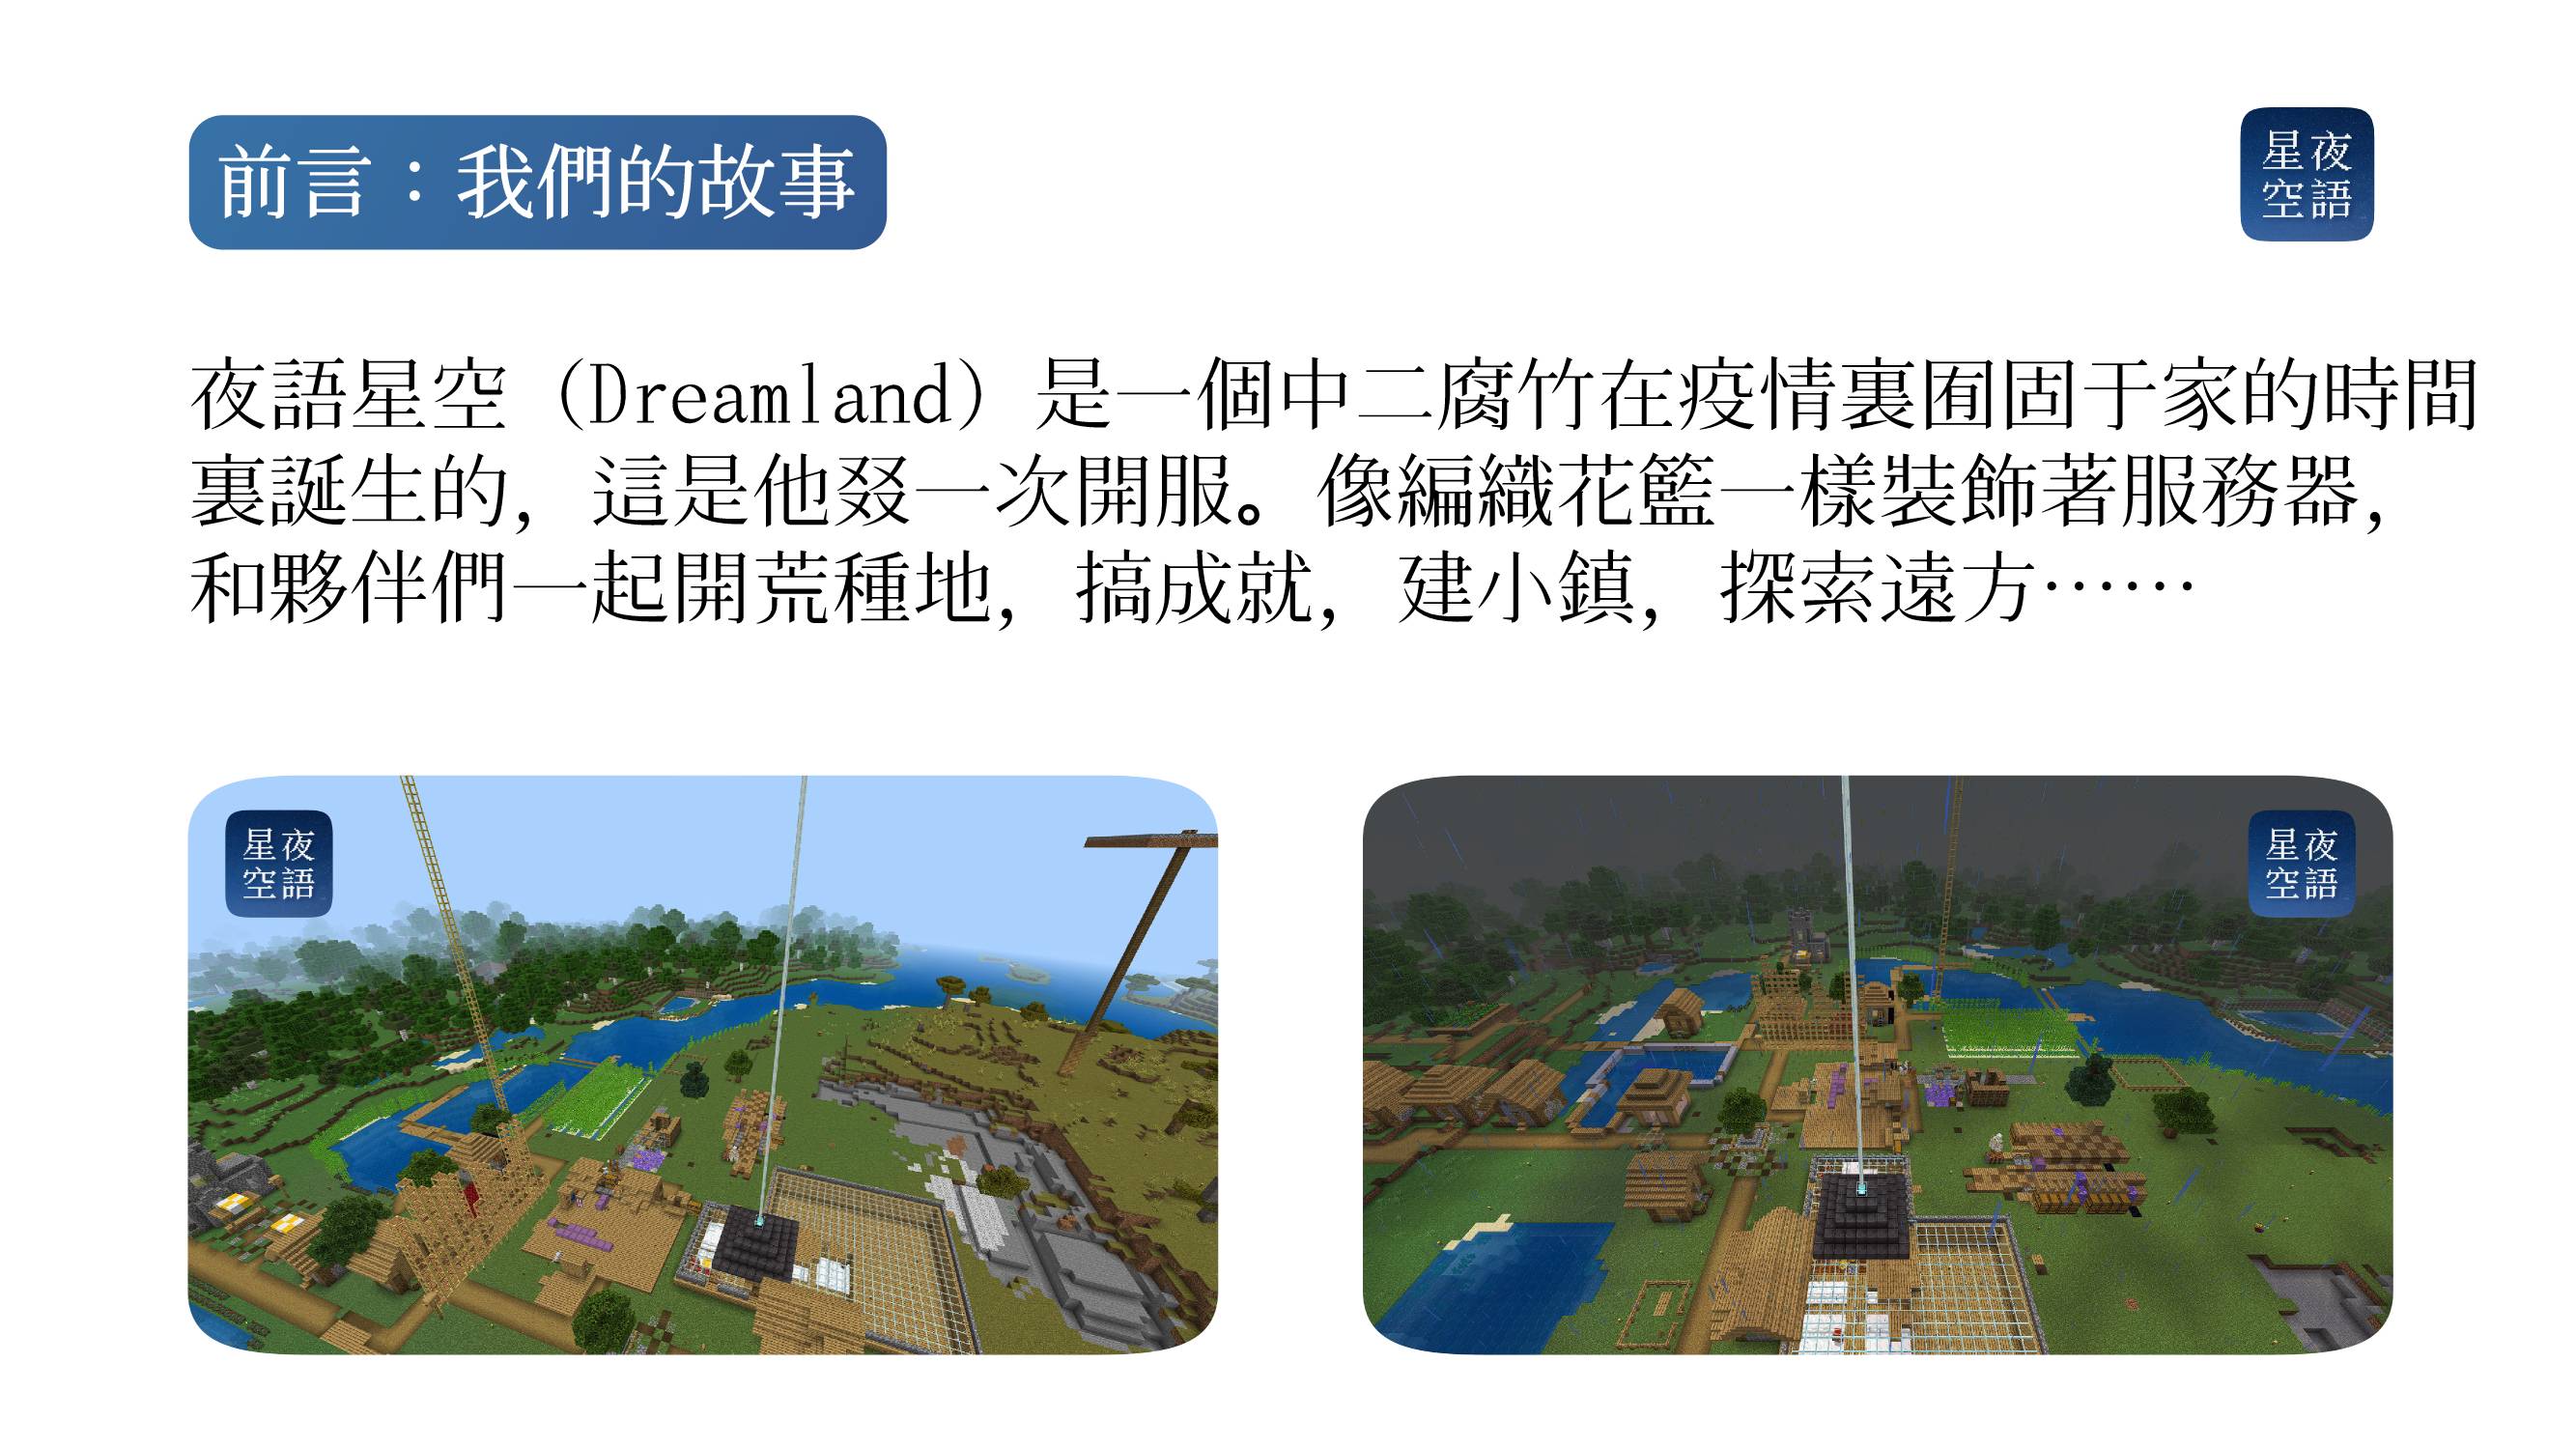 前言：我們的故事
星夜
空語
夜語星空（Dreamland）是一個中二腐竹在疫情裏囿固于家的時間
裏誕生的，這是他叕一次開服。像編織花籃一樣裝飾著服務器，
和夥伴們一起開荒種地，搞成就，建小鎮，探索遠方……
星夜
空語
星夜
空語